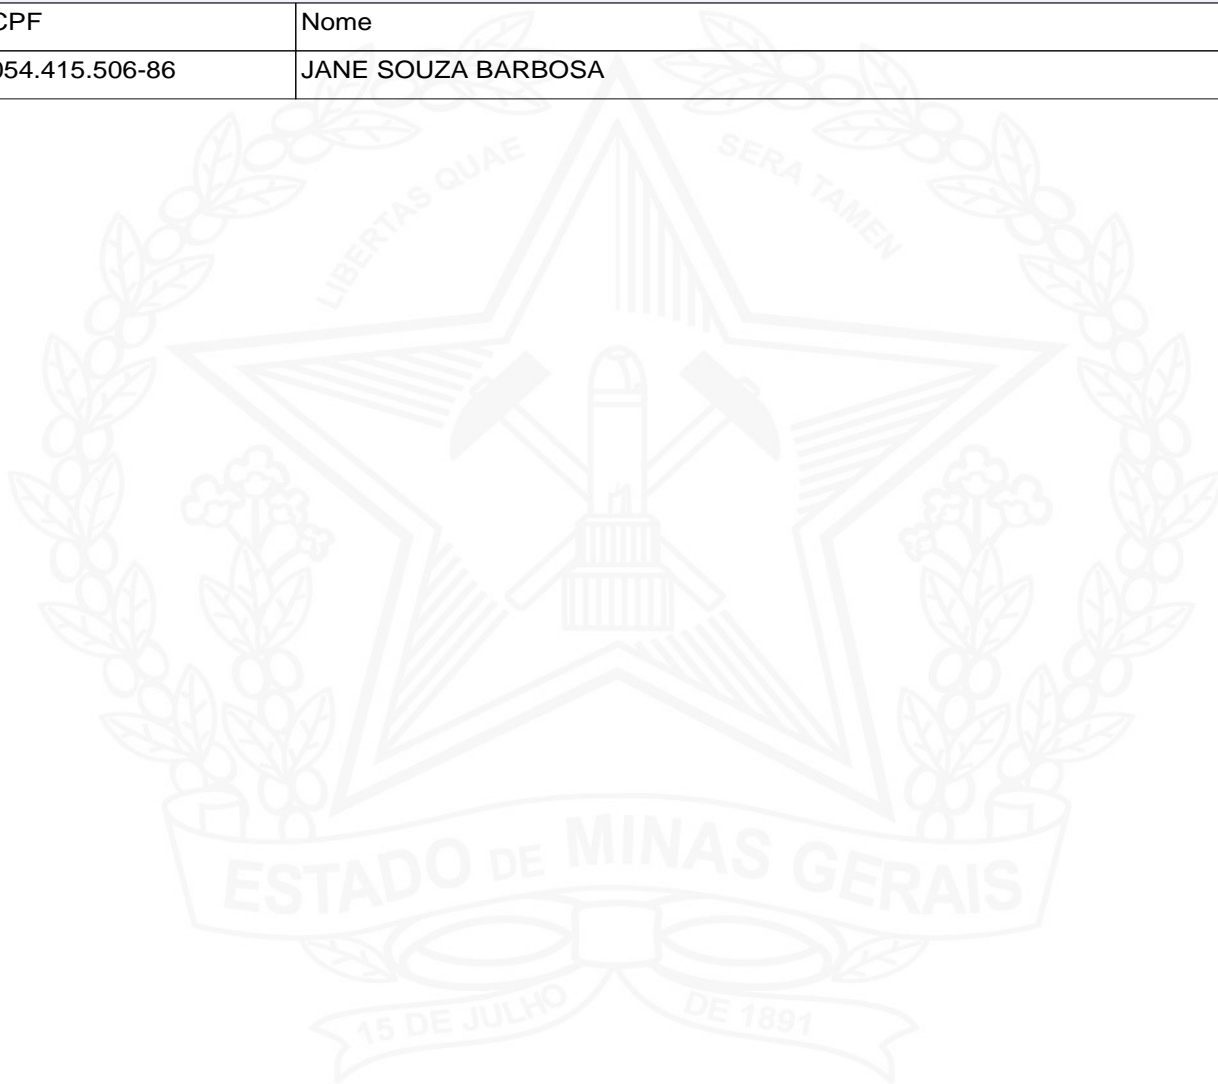 CPF Nome
054.415.506-86 JANE SOUZA BARBOSA
LIBERTAS QUAE SERA TAMEN
ESTADO DE MINAS GERAIS
15 DE JULHO DE 1891